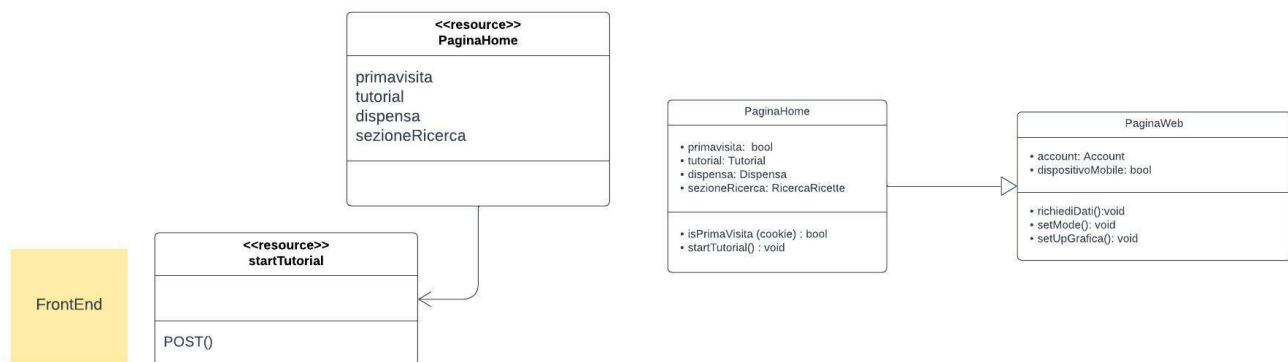 <<resource>>
PaginaHome
primavisita
tutorial
dispensa
sezioneRicerca
<<resource>>
startTutorial
POST()
FrontEnd
PaginaHome
• primavisita: bool
• tutorial: Tutorial
• dispensa: Dispensa
• sezioneRicerca: RicercaRicette
• isPrimaVisita (cookie) : bool
• startTutorial() : void
PaginaWeb
• account: Account
• dispositivoMobile: bool
• richiediDati():void
• setMode(): void
• setUpGrafica(): void